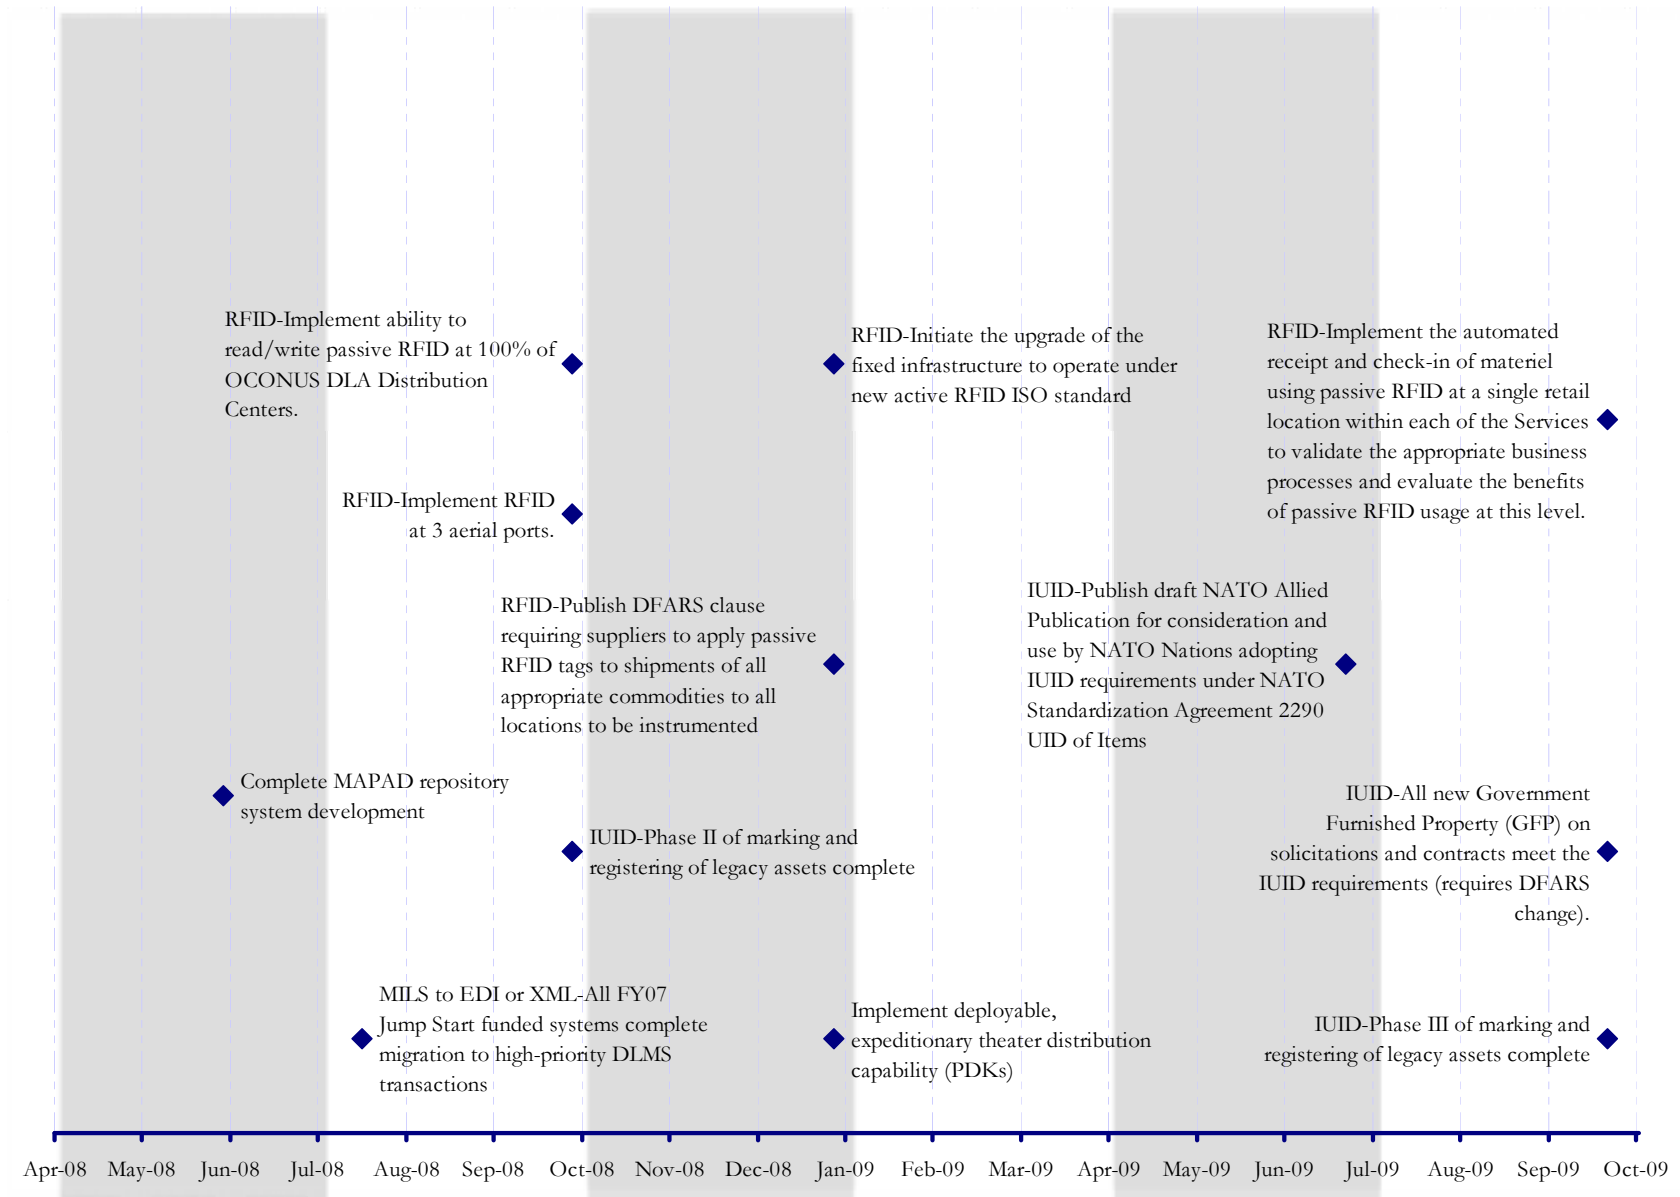 RFID-Implement ability to
read/write passive RFID at 100% of
OCONUS DLA Distribution
Centers.
RFID-Initiate the upgrade of the
fixed infrastructure to operate under
new active RFID ISO standard
RFID-Implement the automated
receipt and check-in of materiel
using passive RFID at a single retail
location within each of the Services
to validate the appropriate business
processes and evaluate the benefits
of passive RFID usage at this level.
RFID-Implement RFID
at 3 aerial ports.
RFID-Publish DFARS clause
requiring suppliers to apply passive
RFID tags to shipments of all
appropriate commodities to all
locations to be instrumented
IUID-Publish draft NATO Allied
Publication for consideration and
use by NATO Nations adopting
IUID requirements under NATO
Standardization Agreement 2290
UID of Items
Complete MAPAD repository
system development
IUID-Phase II of marking and
registering of legacy assets complete
IUID-All new Government
Furnished Property (GFP) on
solicitations and contracts meet the
IUID requirements (requires DFARS
change).
MILS to EDI or XML-All FY07
Jump Start funded systems complete
migration to high-priority DLMS
transactions
Implement deployable,
expeditionary theater distribution
capability (PDKs)
IUID-Phase III of marking and
registering of legacy assets complete
Apr-08 May-08 Jun-08 Jul-08 Aug-08 Sep-08 Oct-08 Nov-08 Dec-08 Jan-09 Feb-09 Mar-09 Apr-09 May-09 Jun-09 Jul-09 Aug-09 Sep-09 Oct-09